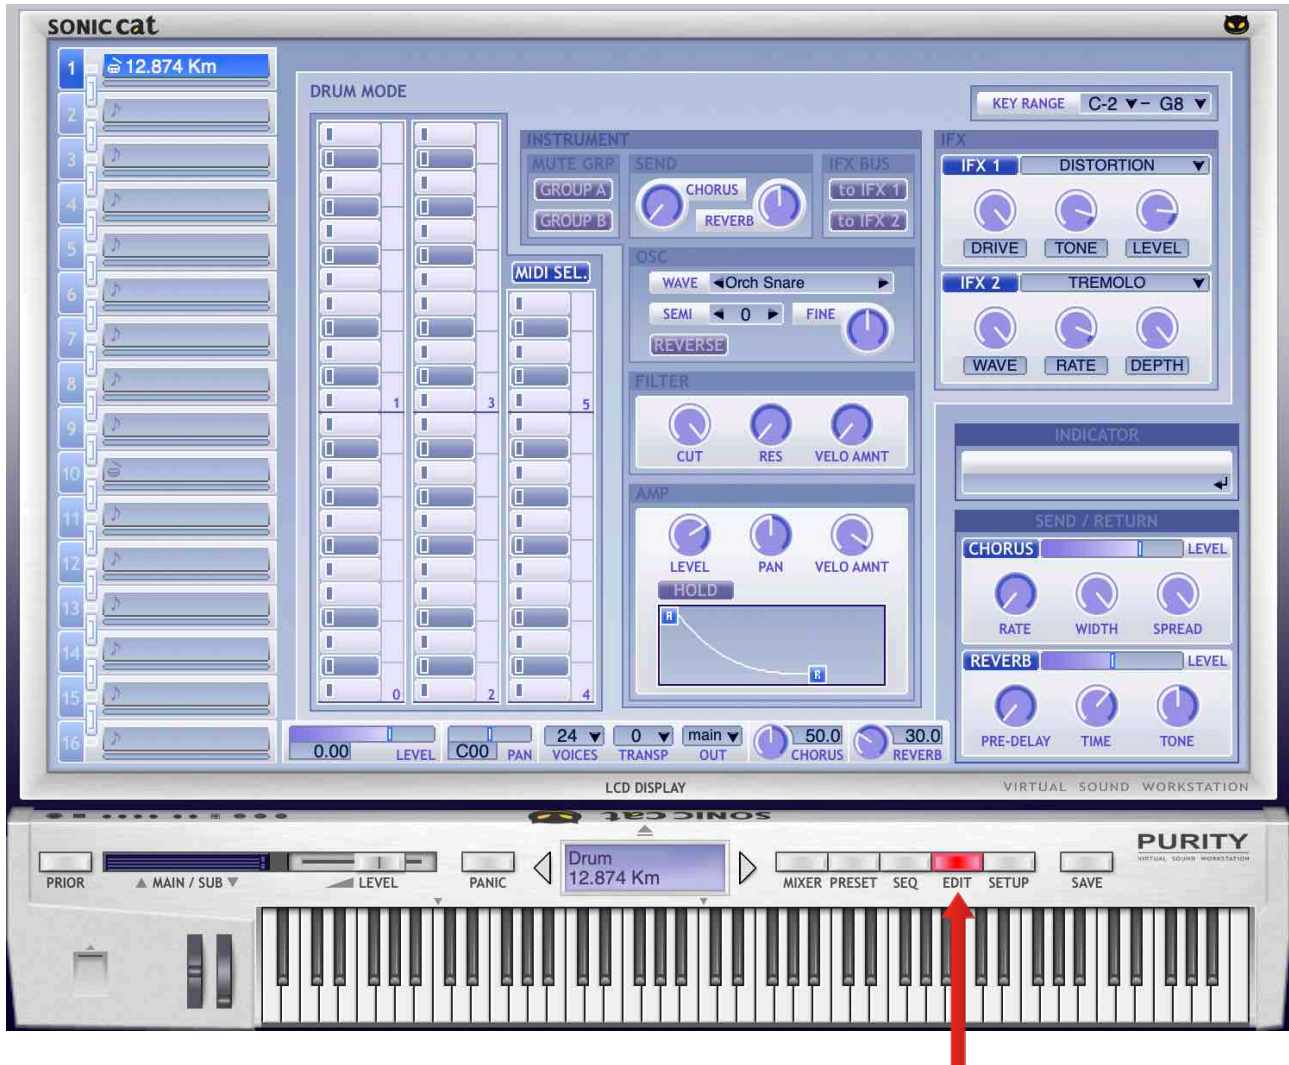 SONIC cat
1 12.874 Km
2
3
4
5
6
7
8
9
10
11
12
13
14
15
16
DRUM MODE
1 3 5
0 2 4
MIDI SEL.
KEY RANGE C-2 - G8
INSTRUMENT
MUTE GRP SEND IFX BUS
GROUP A CHORUS to IFX 1
GROUP B REVERB to IFX 2
OSC
WAVE Orch Snare
SEMI 0 FINE
REVERSE
FILTER
CUT RES VELO AMNT
AMP
LEVEL PAN VELO AMNT
HOLD
A
R
IFX
IFX 1 DISTORTION
DRIVE TONE LEVEL
IFX 2 TREMOLO
WAVE RATE DEPTH
INDICATOR
SEND / RETURN
CHORUS LEVEL
RATE WIDTH SPREAD
REVERB LEVEL
PRE-DELAY TIME TONE
0.00 C00 24 0 main 50.0 30.0
LEVEL PAN VOICES TRANSP OUT CHORUS REVERB
LCD DISPLAY
VIRTUAL SOUND WORKSTATION
SONIC cat
PURITY
VIRTUAL SOUND WORKSTATION
Drum
12.874 Km
PRIOR MAIN / SUB LEVEL PANIC MIXER PRESET SEQ EDIT SETUP SAVE